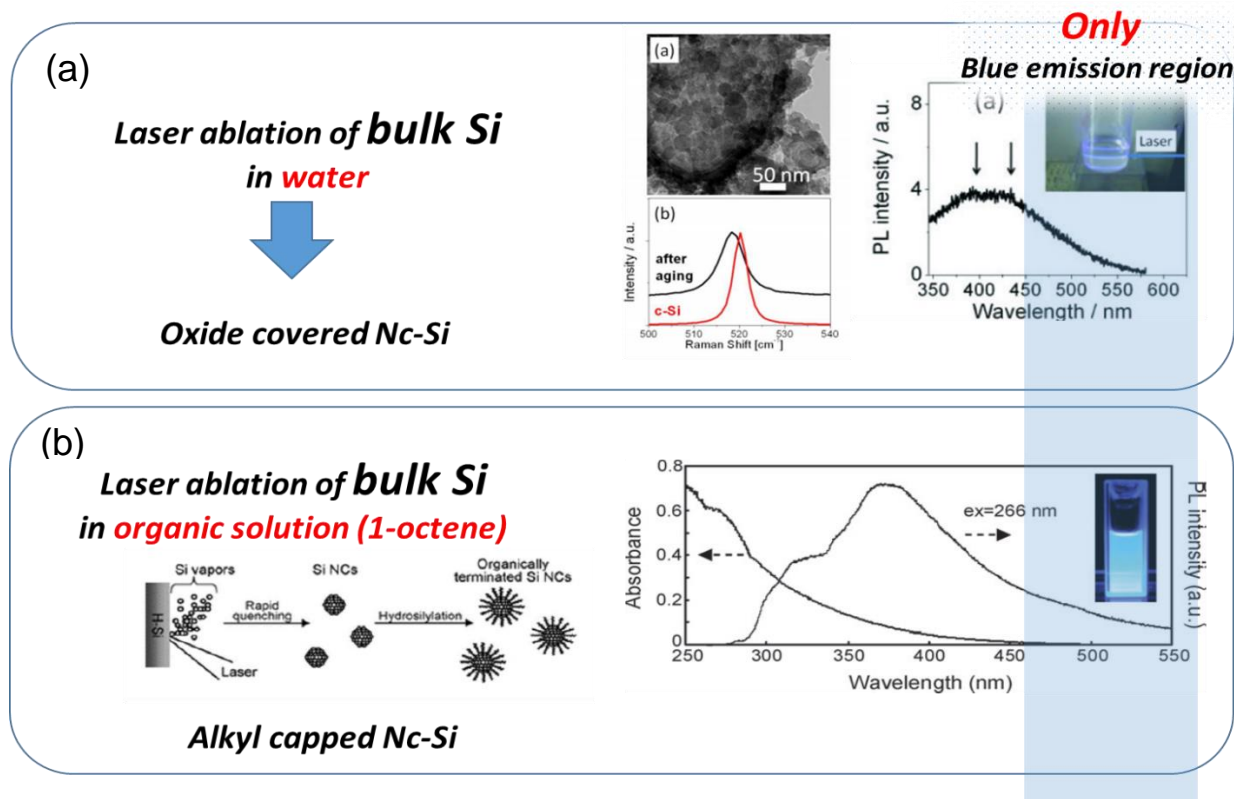 Only
Blue emission region
(a)
Laser ablation of bulk Si
in water
Oxide covered Nc-Si
(a)
50 nm
(b)
Intensity / a.u.
after
aging
c-Si
500 510 520 530 540
Raman Shift [cm⁻¹]
(a)
Laser
PL intensity / a.u.
8
4
0
350 400 450 500 550 600
Wavelength / nm
(b)
Laser ablation of bulk Si
in organic solution (1-octene)
H-Si
Si vapors
Rapid
quenching
Laser
Si NCs
Hydrosilylation
Organically
terminated Si NCs
Alkyl capped Nc-Si
Absorbance
0.8
0.6
0.4
0.2
0
ex=266 nm
PL intensity (a.u.)
250 300 350 400 450 500 550
Wavelength (nm)